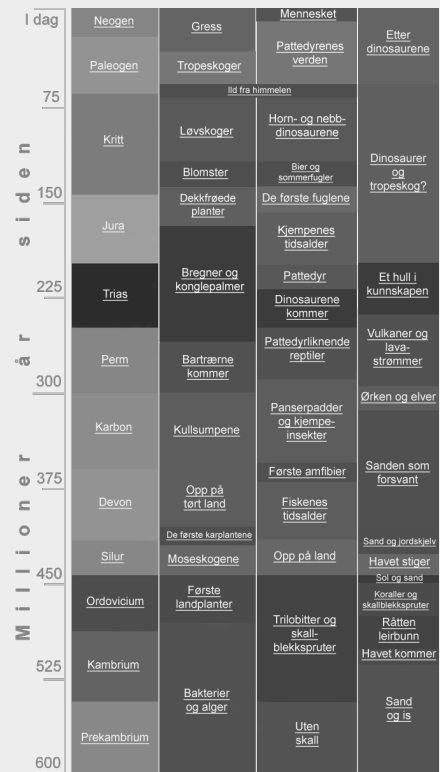 I dag
75
150
225
300
375
450
525
600
Millioner år siden
Neogen
Paleogen
Kritt
Jura
Trias
Perm
Karbon
Devon
Silur
Ordovicium
Kambrium
Prekambrium
Gress
Tropeskoger
Ild fra himmelen
Løvskoger
Blomster
Dekkfrøede
planter
Bregner og
konglepalmer
Bartrærne
kommer
Kullsumpene
Opp på
tørt land
De første karplantene
Moseskogene
Første
landplanter
Bakterier
og alger
Mennesket
Pattedyrenes
verden
Horn- og nebb-
dinosaurene
Bier og
sommerfugler
De første fuglene
Kjempenes
tidsalder
Pattedyr
Dinosaurene
kommer
Pattedyrliknende
reptiler
Panserpadder
og kjempe-
insekter
Første amfibier
Fiskenes
tidsalder
Opp på land
Trilobitter og
skall-
blekkspruter
Uten
skall
Etter
dinosaurene
Dinosaurer
og
tropeskog?
Et hull i
kunnskapen
Vulkaner og
lava-
strømmer
Ørken og elver
Sanden som
forsvant
Sand og jordskjelv
Havet stiger
Sol og sand
Koraller og
skallblekkspruter
Råtten
leirbunn
Havet kommer
Sand
og is